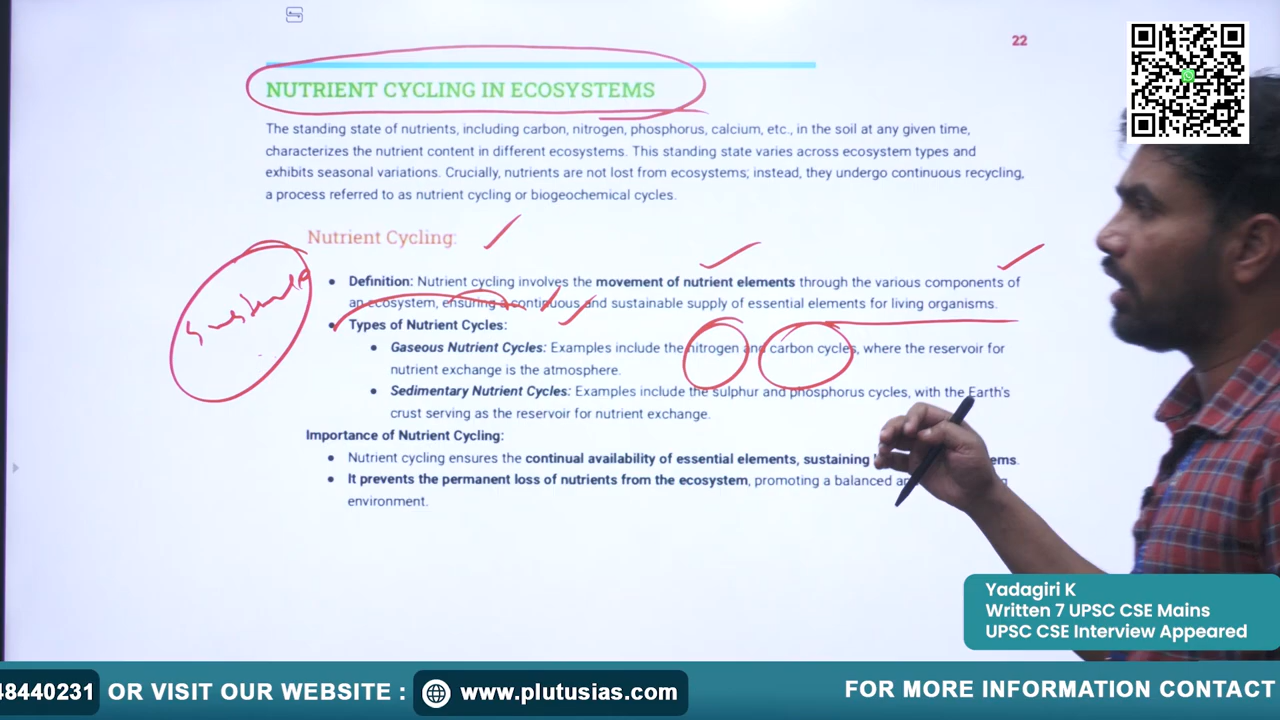 22
NUTRIENT CYCLING IN ECOSYSTEMS
The standing state of nutrients, including carbon, nitrogen, phosphorus, calcium, etc., in the soil at any given time,
characterizes the nutrient content in different ecosystems. This standing state varies across ecosystem types and
exhibits seasonal variations. Crucially, nutrients are not lost from ecosystems; instead, they undergo continuous recycling,
a process referred to as nutrient cycling or biogeochemical cycles.
Nutrient Cycling:
• Definition: Nutrient cycling involves the movement of nutrient elements through the various components of
an ecosystem, ensuring a continuous and sustainable supply of essential elements for living organisms.
• Types of Nutrient Cycles:
• Gaseous Nutrient Cycles: Examples include the nitrogen and carbon cycles, where the reservoir for
nutrient exchange is the atmosphere.
• Sedimentary Nutrient Cycles: Examples include the sulphur and phosphorus cycles, with the Earth's
crust serving as the reservoir for nutrient exchange.
Importance of Nutrient Cycling:
• Nutrient cycling ensures the continual availability of essential elements, sustaining
• It prevents the permanent loss of nutrients from the ecosystem, promoting a balanced
environment.
Yadagiri K
Written 7 UPSC CSE Mains
UPSC CSE Interview Appeared
48440231 OR VISIT OUR WEBSITE : www.plutusias.com FOR MORE INFORMATION CONTACT